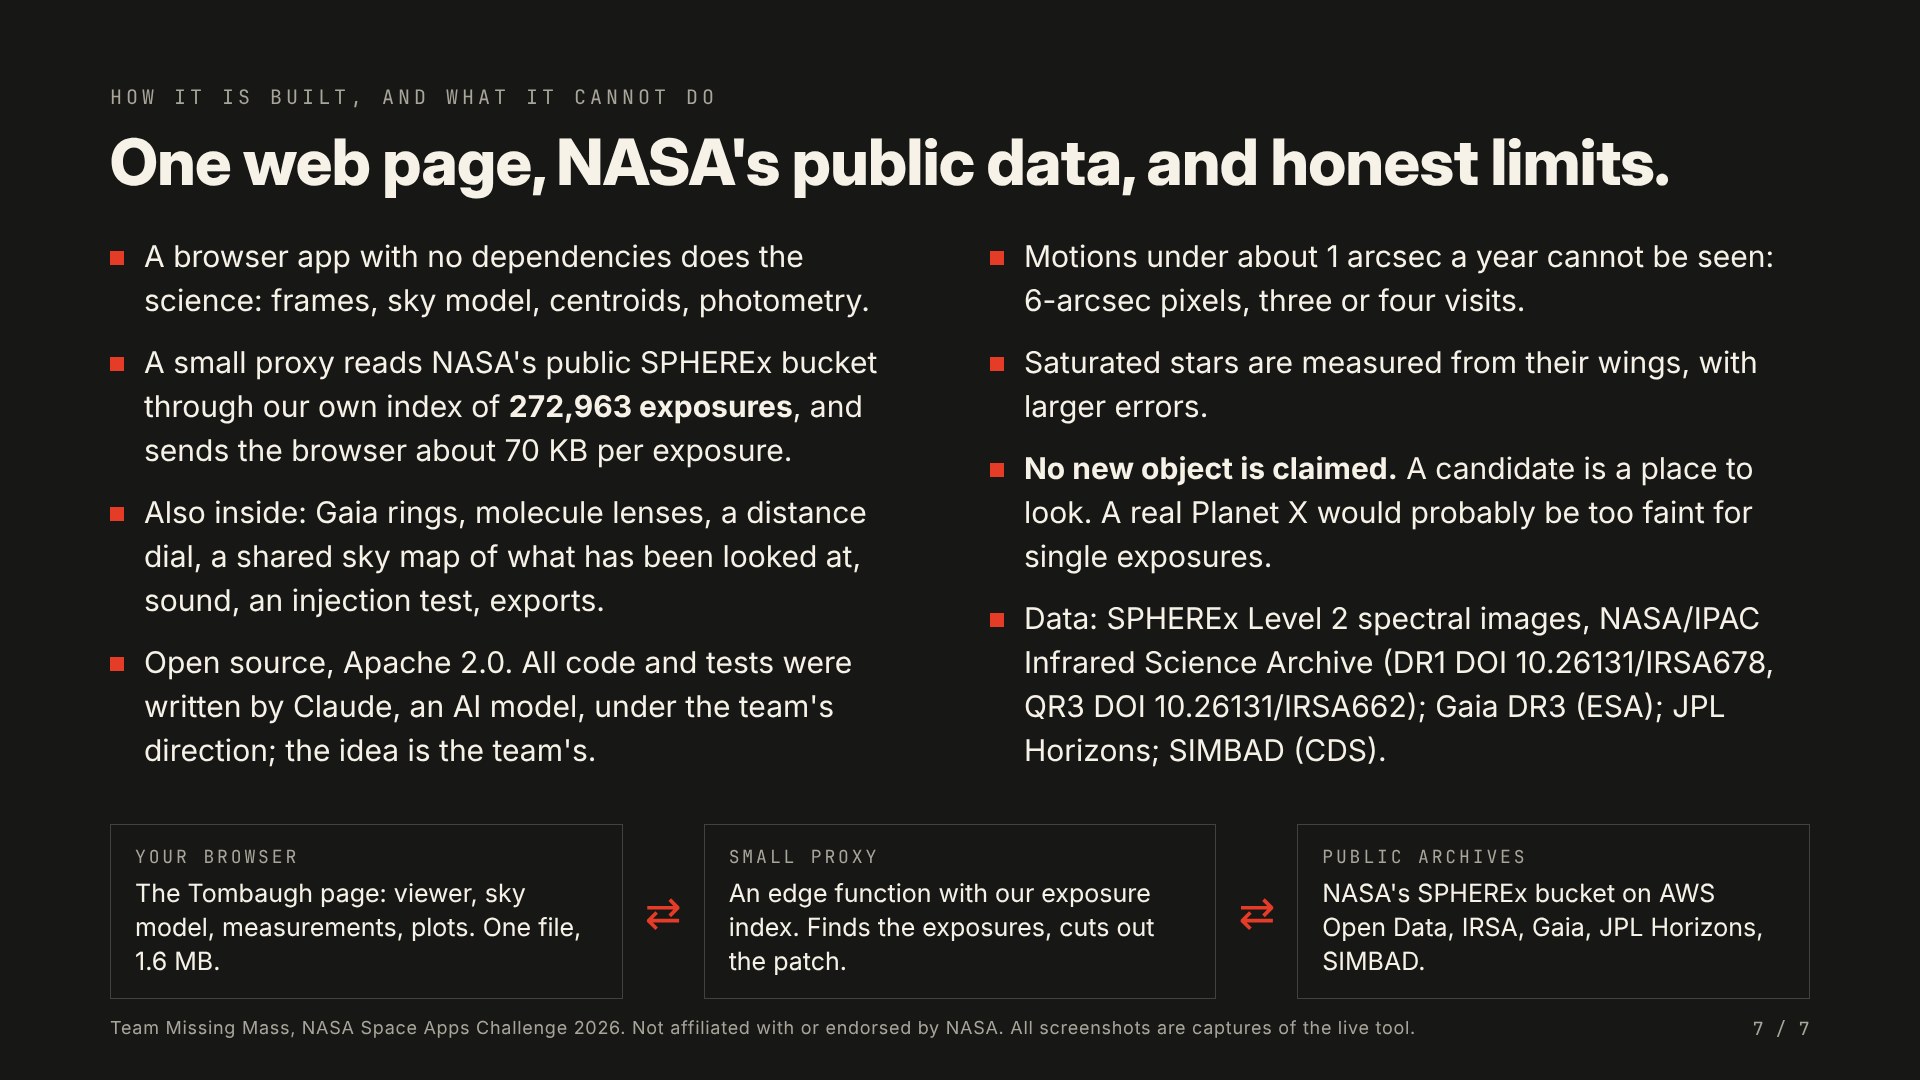 HOW IT IS BUILT, AND WHAT IT CANNOT DO
One web page, NASA's public data, and honest limits.
A browser app with no dependencies does the
science: frames, sky model, centroids, photometry.
A small proxy reads NASA's public SPHEREx bucket
through our own index of 272,963 exposures, and
sends the browser about 70 KB per exposure.
Also inside: Gaia rings, molecule lenses, a distance
dial, a shared sky map of what has been looked at,
sound, an injection test, exports.
Open source, Apache 2.0. All code and tests were
written by Claude, an AI model, under the team's
direction; the idea is the team's.
Motions under about 1 arcsec a year cannot be seen:
6-arcsec pixels, three or four visits.
Saturated stars are measured from their wings, with
larger errors.
No new object is claimed. A candidate is a place to
look. A real Planet X would probably be too faint for
single exposures.
Data: SPHEREx Level 2 spectral images, NASA/IPAC
Infrared Science Archive (DR1 DOI 10.26131/IRSA678,
QR3 DOI 10.26131/IRSA662); Gaia DR3 (ESA); JPL
Horizons; SIMBAD (CDS).
YOUR BROWSER
The Tombaugh page: viewer, sky
model, measurements, plots. One file,
1.6 MB.
⇄
SMALL PROXY
An edge function with our exposure
index. Finds the exposures, cuts out
the patch.
⇄
PUBLIC ARCHIVES
NASA's SPHEREx bucket on AWS
Open Data, IRSA, Gaia, JPL Horizons,
SIMBAD.
Team Missing Mass, NASA Space Apps Challenge 2026. Not affiliated with or endorsed by NASA. All screenshots are captures of the live tool.
7 / 7